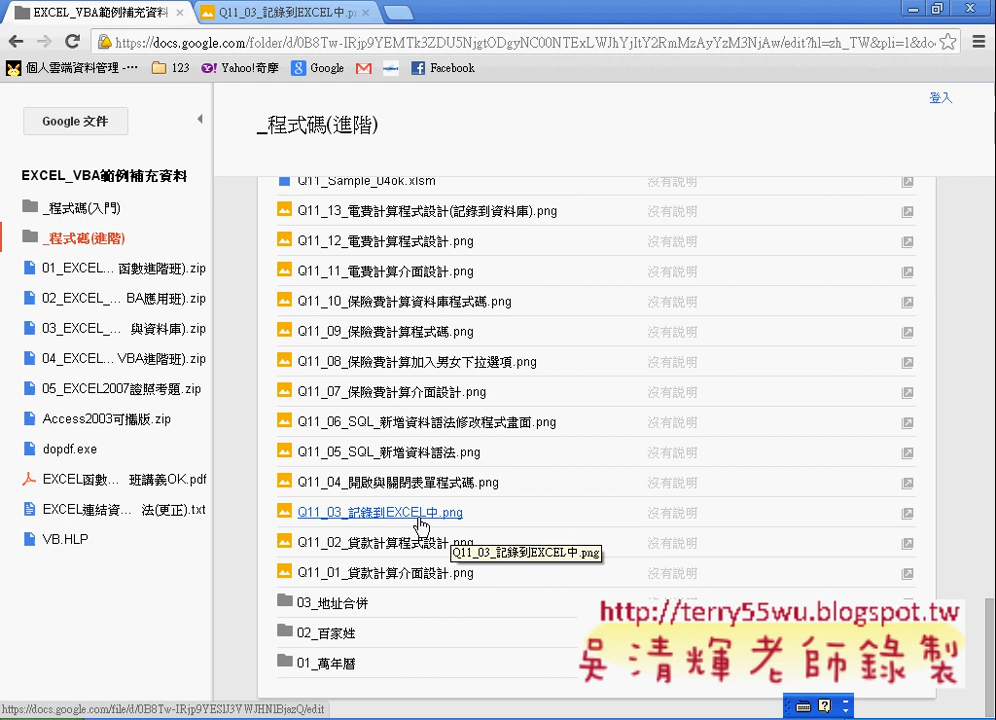 EXCEL_VBA範例補充資料
Q11_03_記錄到EXCEL中.pn
https://docs.google.com/folder/d/0B8Tw-IRjp9YEMTk3ZDU5NjgtODgyNC00NTExLWJhYjItY2RmMzAyYzM3NjAw/edit?hl=zh_TW&pli=1&do
個人雲端資料管理 -… 123 Yahoo!奇摩 Google Facebook
登入
Google 文件
_程式碼(進階)
EXCEL_VBA範例補充資料
_程式碼(入門)
_程式碼(進階)
01_EXCEL... 函數進階班).zip
02_EXCEL_... BA應用班).zip
03_EXCEL_... 與資料庫).zip
04_EXCEL... VBA進階班).zip
05_EXCEL2007證照考題.zip
Access2003可攜版.zip
dopdf.exe
EXCEL函數... 班講義OK.pdf
EXCEL連結資... 法(更正).txt
VB.HLP
Q11_Sample_04ok.xlsm 沒有說明
Q11_13_電費計算程式設計(記錄到資料庫).png 沒有說明
Q11_12_電費計算程式設計.png 沒有說明
Q11_11_電費計算介面設計.png 沒有說明
Q11_10_保險費計算資料庫程式碼.png 沒有說明
Q11_09_保險費計算程式碼.png 沒有說明
Q11_08_保險費計算加入男女下拉選項.png 沒有說明
Q11_07_保險費計算介面設計.png 沒有說明
Q11_06_SQL_新增資料語法修改程式畫面.png 沒有說明
Q11_05_SQL_新增資料語法.png 沒有說明
Q11_04_開啟與關閉表單程式碼.png 沒有說明
Q11_03_記錄到EXCEL中.png 沒有說明
Q11_02_貸款計算程式設計.png 沒有說明
Q11_03_記錄到EXCEL中.png
Q11_01_貸款計算介面設計.png 沒有說明
03_地址合併
02_百家姓
01_萬年曆
http://terry55wu.blogspot.tw
吳清輝老師錄製
https://docs.google.com/file/d/0B8Tw-IRjp9YESlJ3VWJHNlBjazQ/edit